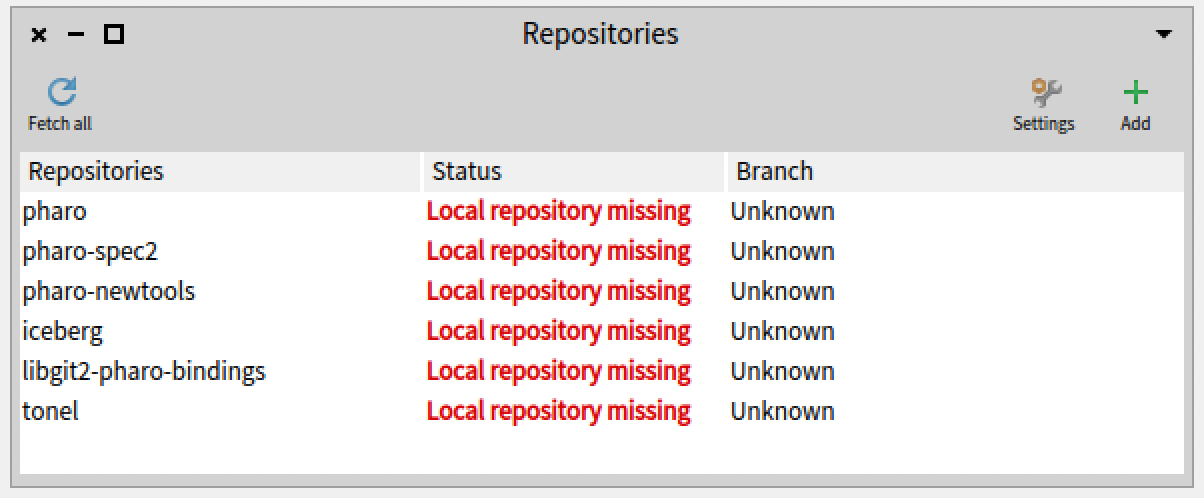 Repositories
Fetch all
Settings
Add
Repositories Status Branch
pharo Local repository missing Unknown
pharo-spec2 Local repository missing Unknown
pharo-newtools Local repository missing Unknown
iceberg Local repository missing Unknown
libgit2-pharo-bindings Local repository missing Unknown
tonel Local repository missing Unknown